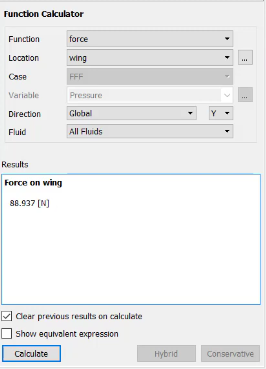 Function Calculator
Function force
Location wing ...
Case FFF
Variable Pressure ...
Direction Global Y
Fluid All Fluids
Results
Force on wing
88.937 [N]
Clear previous results on calculate
Show equivalent expression
Calculate Hybrid Conservative